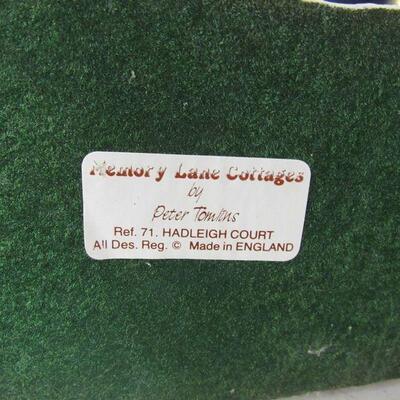 Memory Lane Cottages
by
Peter Tomlins
Ref. 71. HADLEIGH COURT
All Des. Reg. © Made in ENGLAND